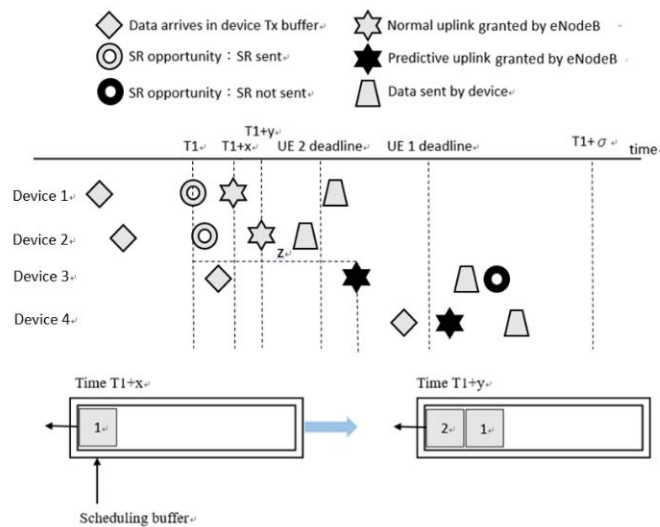 Data arrives in device Tx buffer
Normal uplink granted by eNodeB
SR opportunity：SR sent
Predictive uplink granted by eNodeB
SR opportunity：SR not sent
Data sent by device
T1+y
T1 T1+x UE 2 deadline UE 1 deadline T1+ σ time
Device 1
Device 2
Z
Device 3
Device 4
Time T1+x
Time T1+y
1
2 1
Scheduling buffer